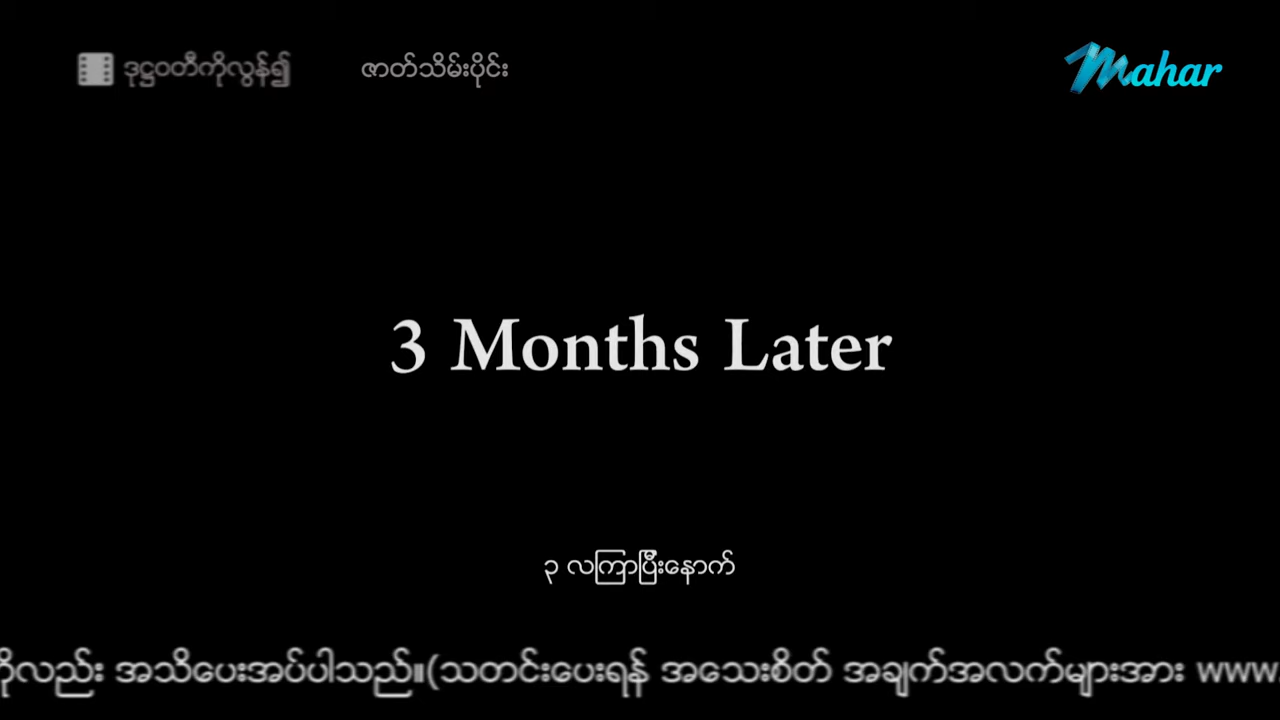 ဒုဋ္ဌဝတီကိုလွန်၍ ဇာတ်သိမ်းပိုင်း Mahar
3 Months Later
၃ လကြာပြီးနောက်
ကိုလည်း အသိပေးအပ်ပါသည်။(သတင်းပေးရန် အသေးစိတ် အချက်အလက်များအား www.